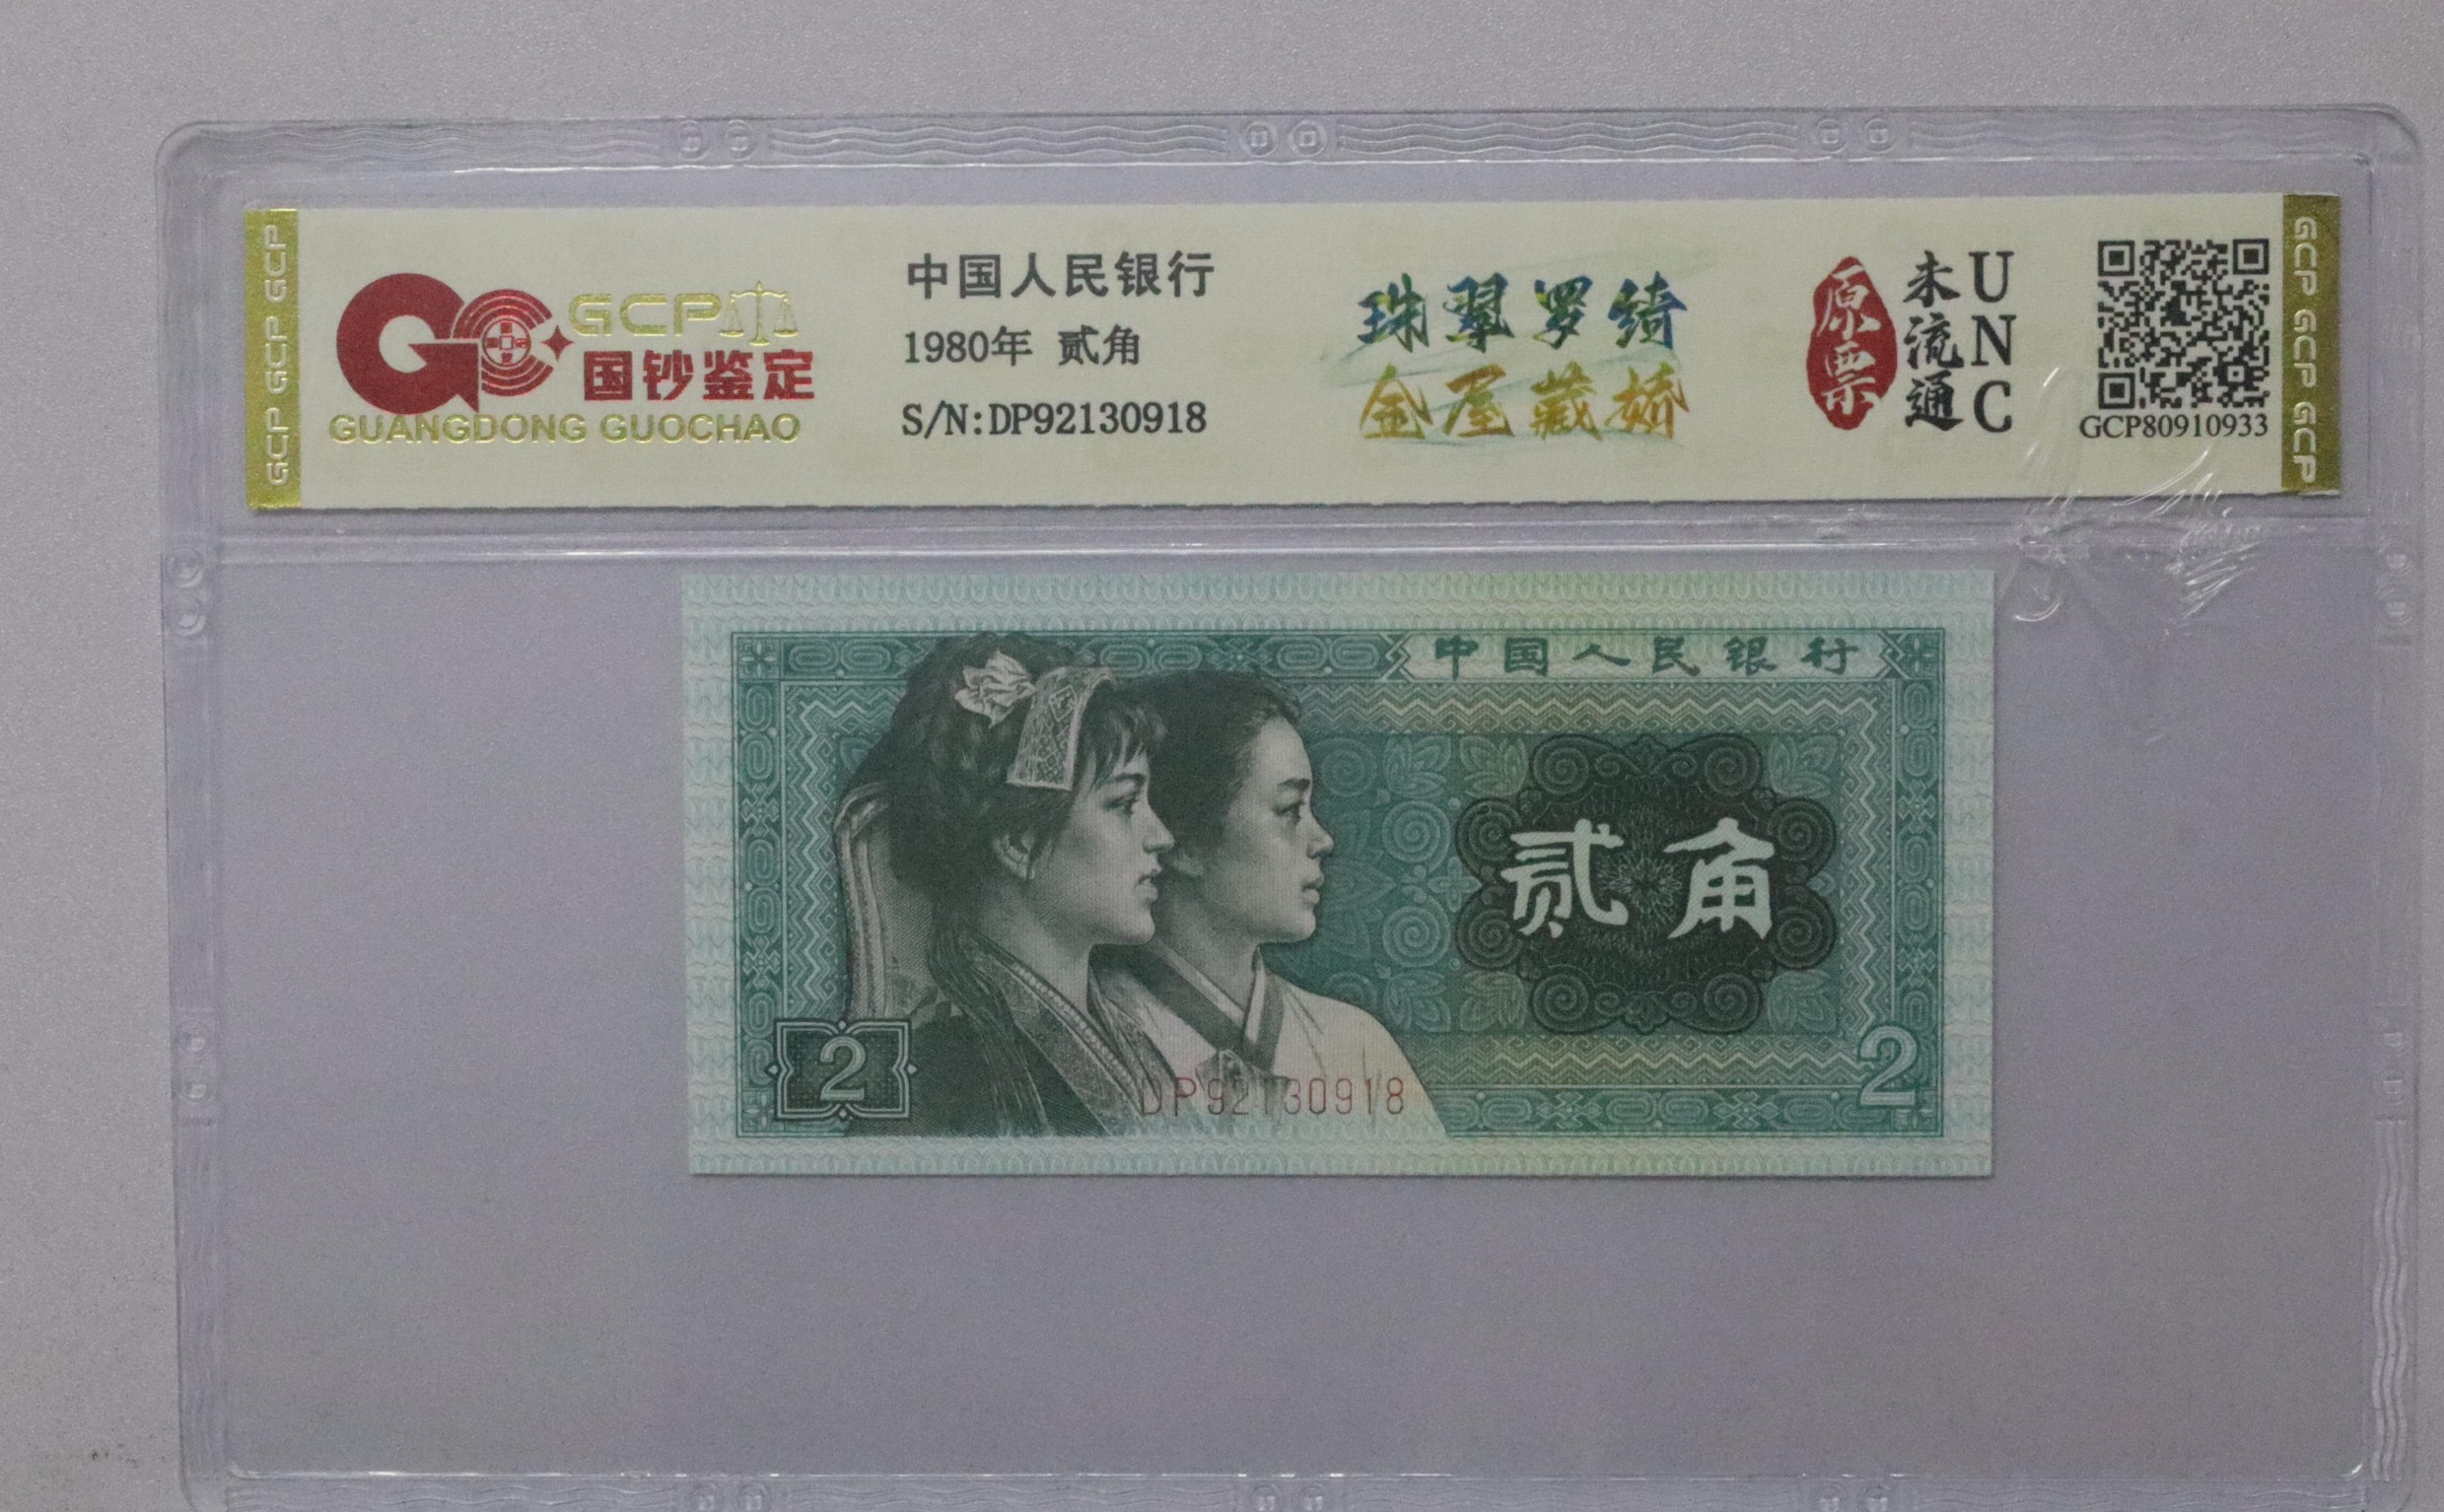 GCP GCP GCP
GCP
国钞鉴定
GUANGDONG GUOCHAO
中国人民银行
1980年 贰角
S/N:DP92130918
珠翠罗绮
金屋藏娇
原票
未流通
UNC
GCP80910933
GCP GCP GCP
中国人民银行
贰角
2
2
DP92130918